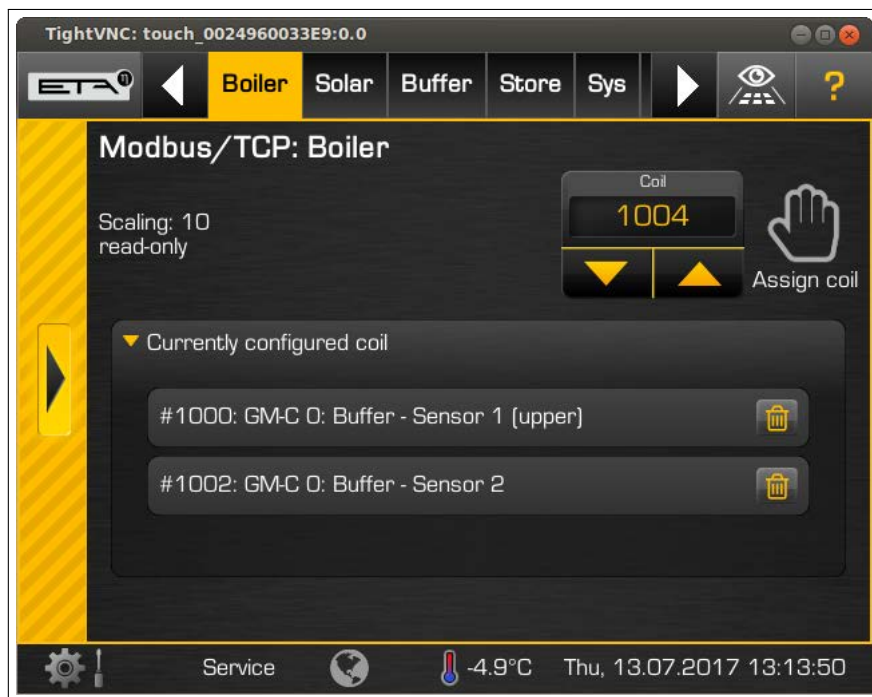 TightVNC: touch_0024960033E9:0.0
ETA η Boiler Solar Buffer Store Sys ?
Modbus/TCP: Boiler
Coil
1004
Scaling: 10
read-only
Assign coil
Currently configured coil
#1000: GM-C 0: Buffer - Sensor 1 (upper)
#1002: GM-C 0: Buffer - Sensor 2
Service -4.9°C Thu, 13.07.2017 13:13:50